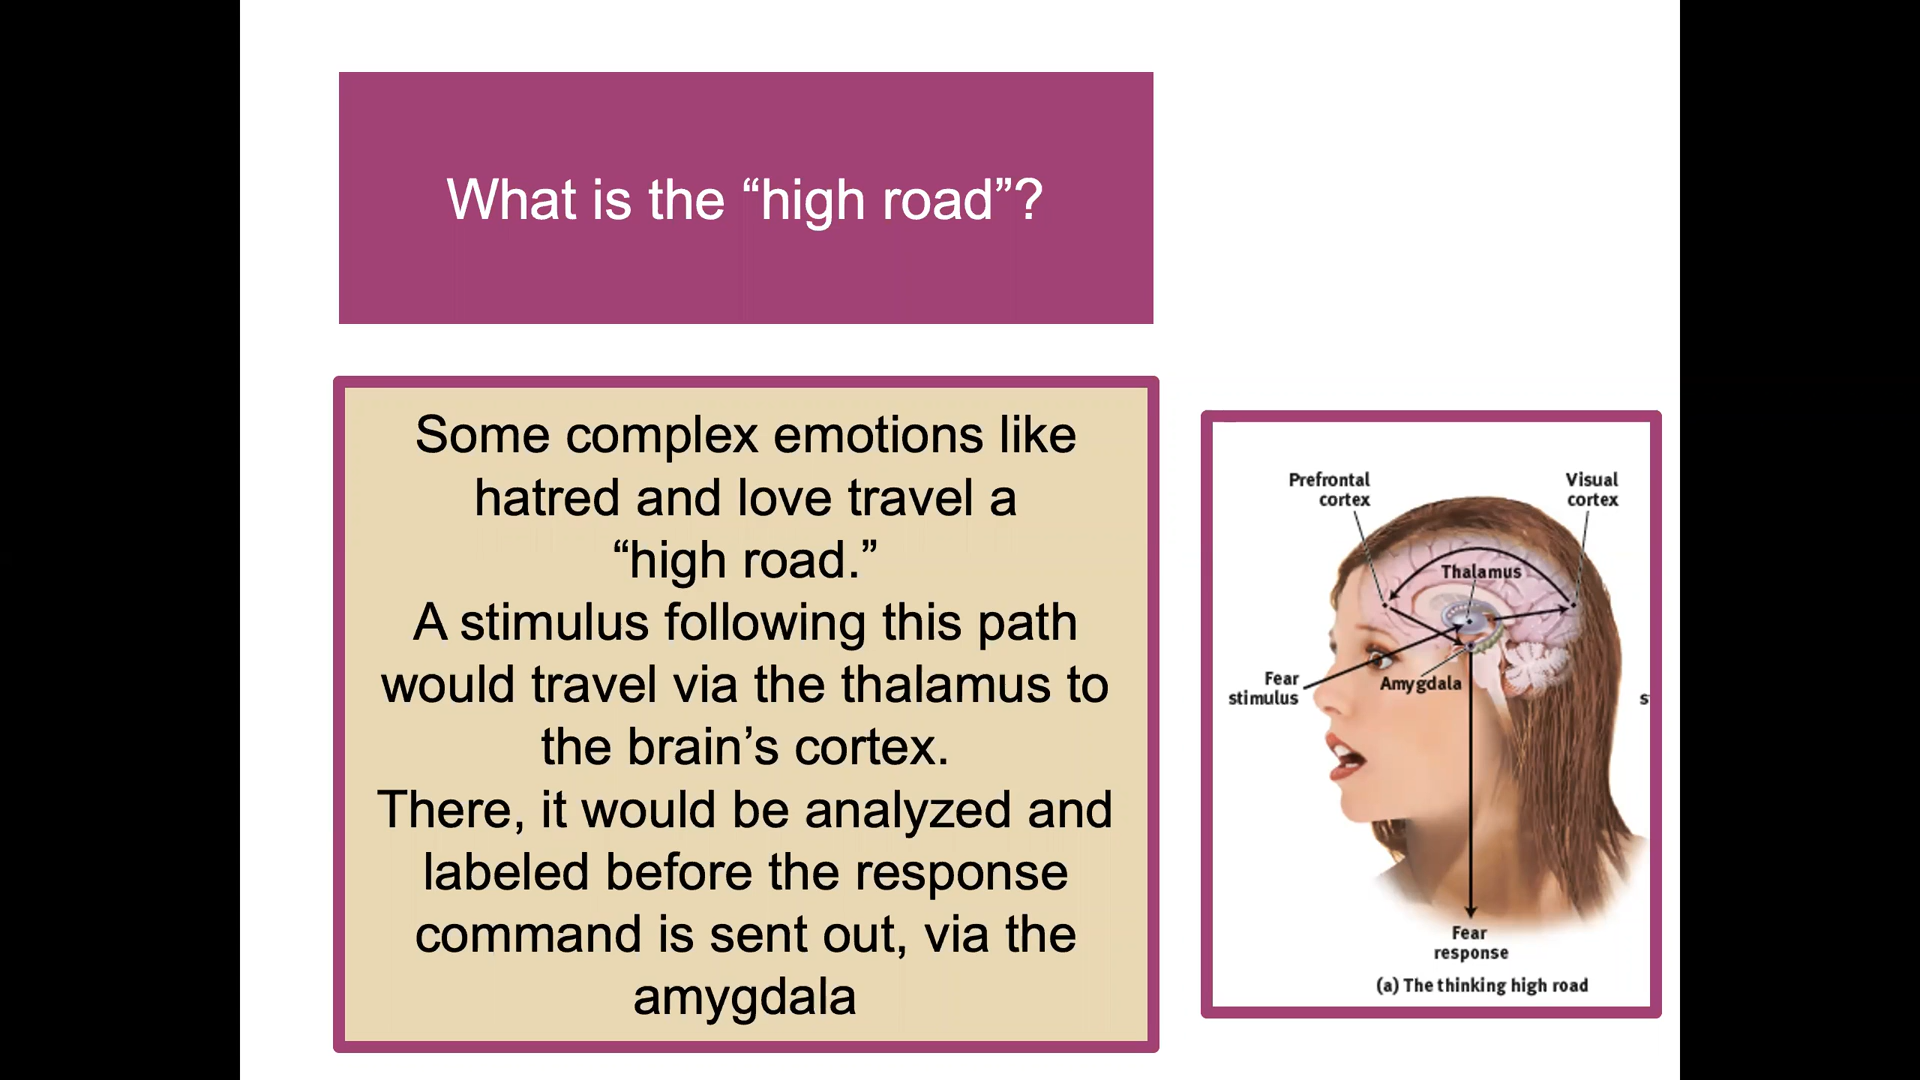 What is the “high road”?
Some complex emotions like
hatred and love travel a
“high road.”
A stimulus following this path
would travel via the thalamus to
the brain’s cortex.
There, it would be analyzed and
labeled before the response
command is sent out, via the
amygdala
Prefrontal
cortex
Visual
cortex
Thalamus
Fear
stimulus
Amygdala
Fear
response
(a) The thinking high road